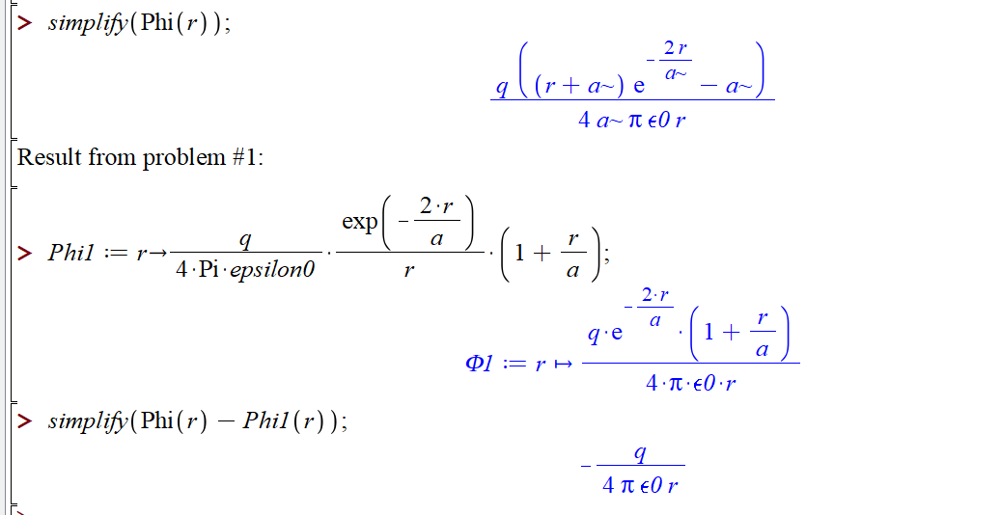 > simplify(Phi(r));
q((r + a~) e^(-2 r/a~) - a~)/(4 a~ π ϵ0 r)
Result from problem #1:
> Phi1 := r→q/(4·Pi·epsilon0)·exp(-2·r/a)/r·(1 + r/a);
Φ1 := r ↦ q·e^(-2·r/a)·(1 + r/a)/(4·π·ϵ0·r)
> simplify(Phi(r) − Phi1(r));
-q/(4 π ϵ0 r)
>